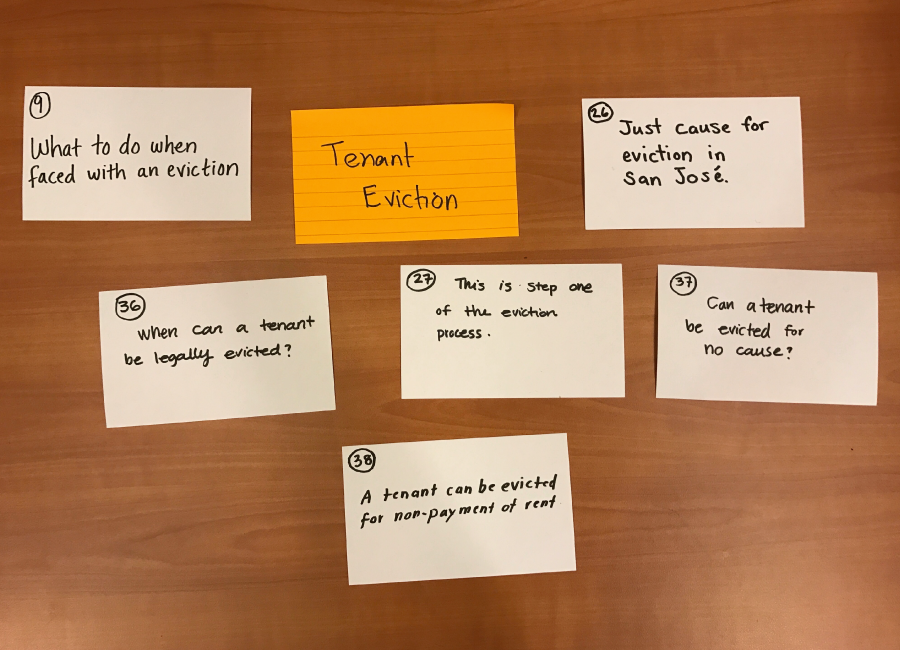 9
What to do when
faced with an eviction
Tenant
Eviction
26
Just cause for
eviction in
San José.
36
when can a tenant
be legally evicted?
27
This is step one
of the eviction
process.
37
Can a tenant
be evicted for
no cause?
38
A tenant can be evicted
for non-payment of rent